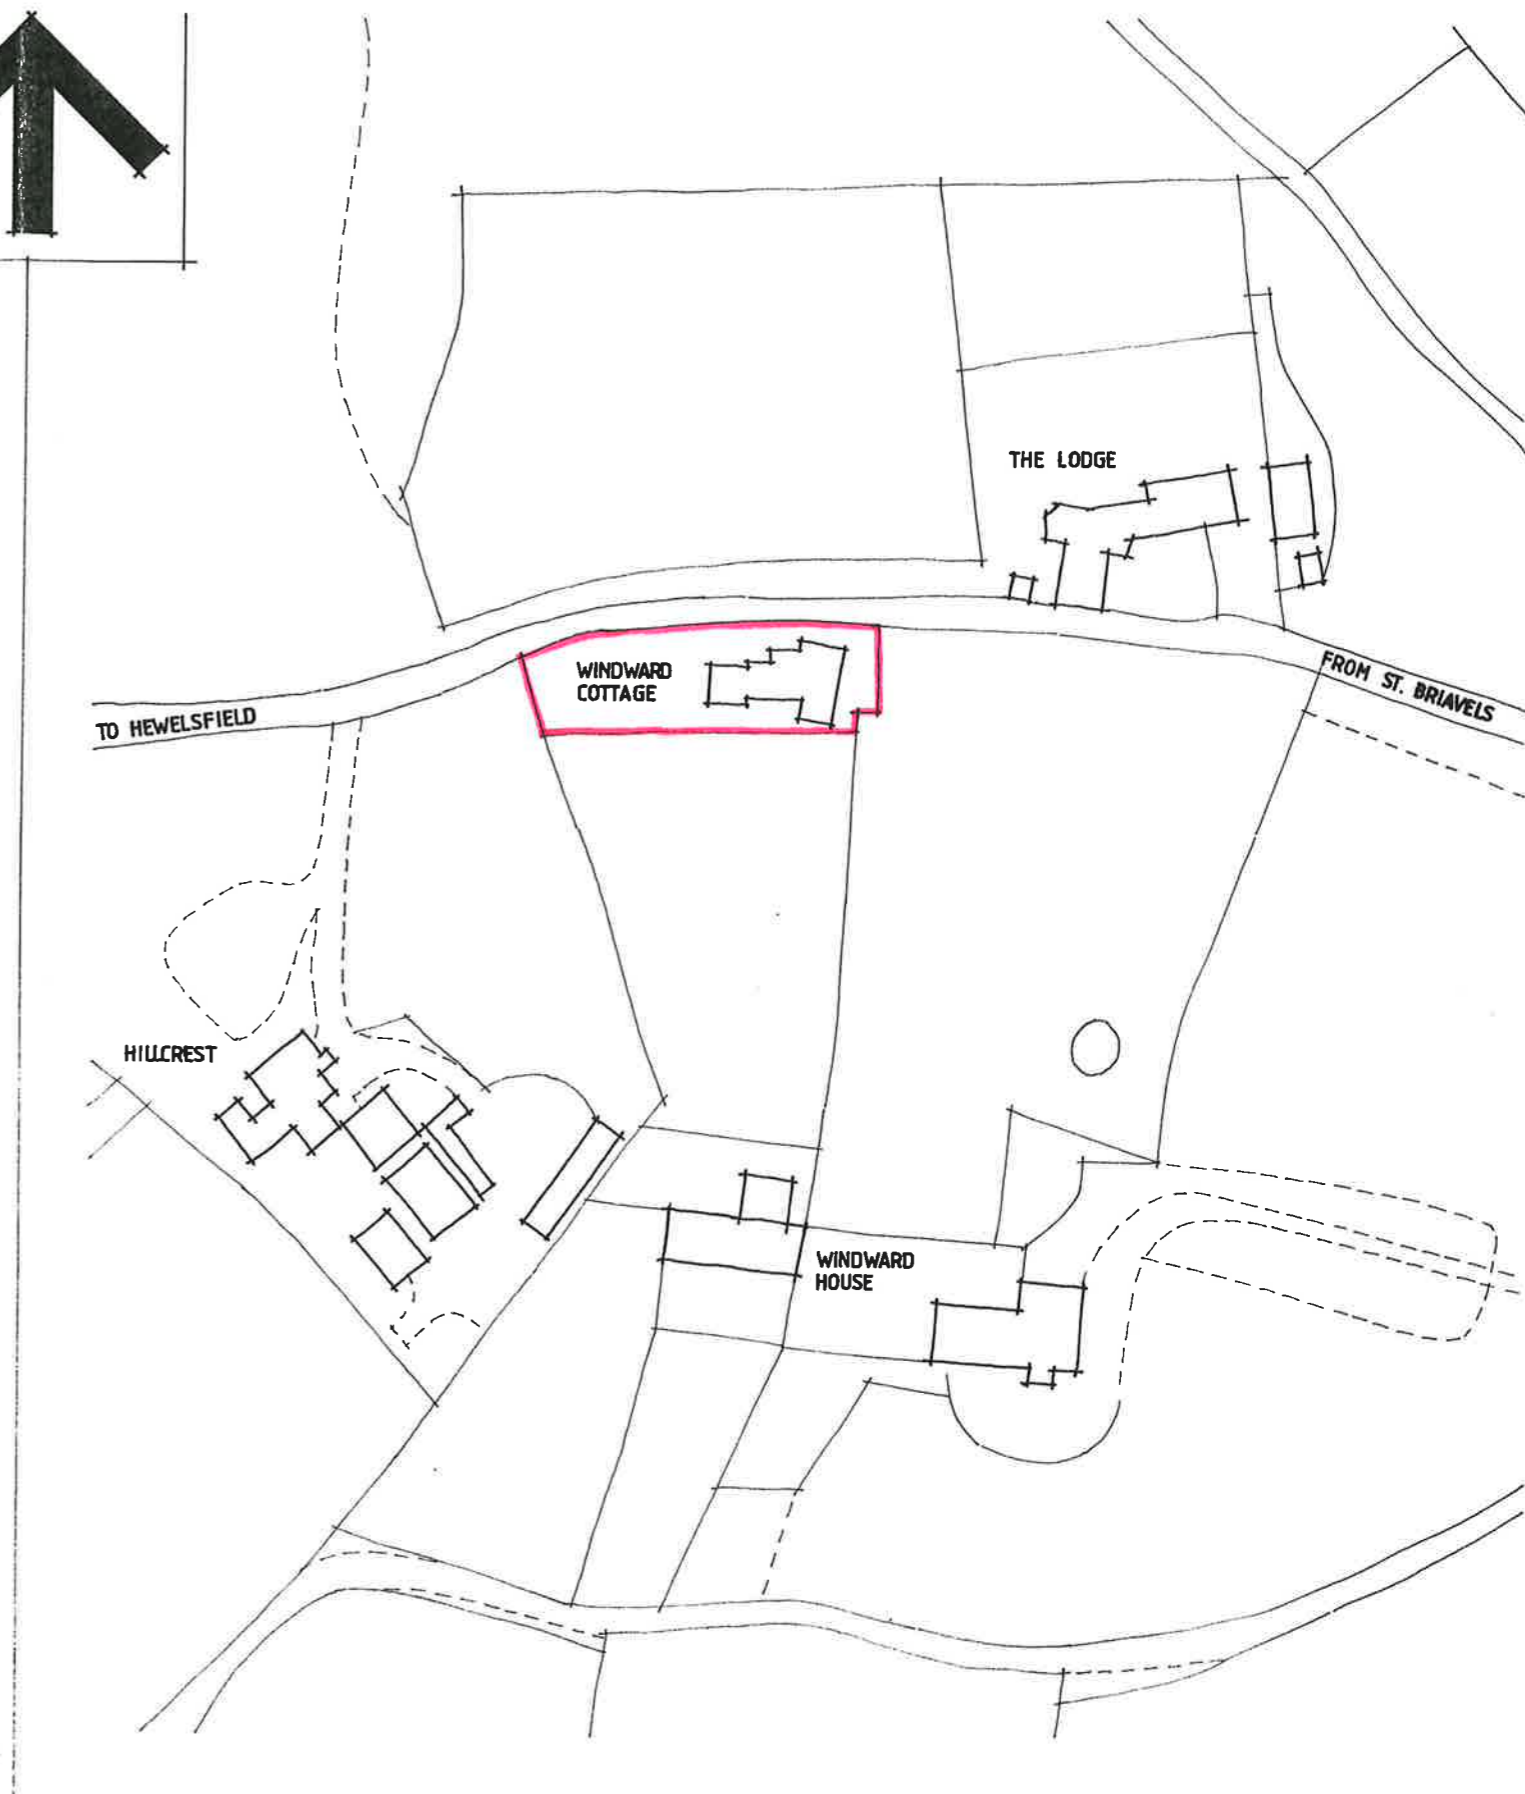 THE LODGE
WINDWARD
COTTAGE
FROM ST. BRIAVELS
TO HEWELSFIELD
HILLCREST
WINDWARD
HOUSE